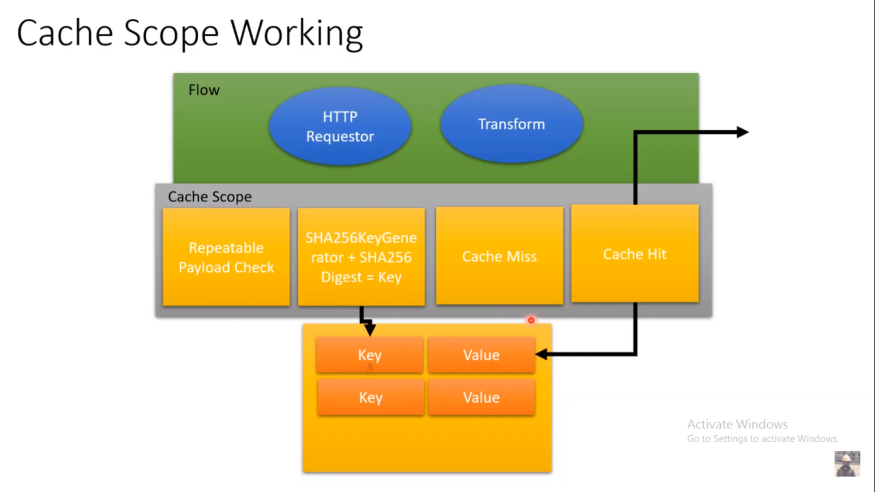 Cache Scope Working
Flow
HTTP
Requestor
Transform
Cache Scope
Repeatable
Payload Check
SHA256KeyGene
rator + SHA256
Digest = Key
Cache Miss
Cache Hit
Key
Value
Key
Value
Activate Windows
Go to Settings to activate Windows.